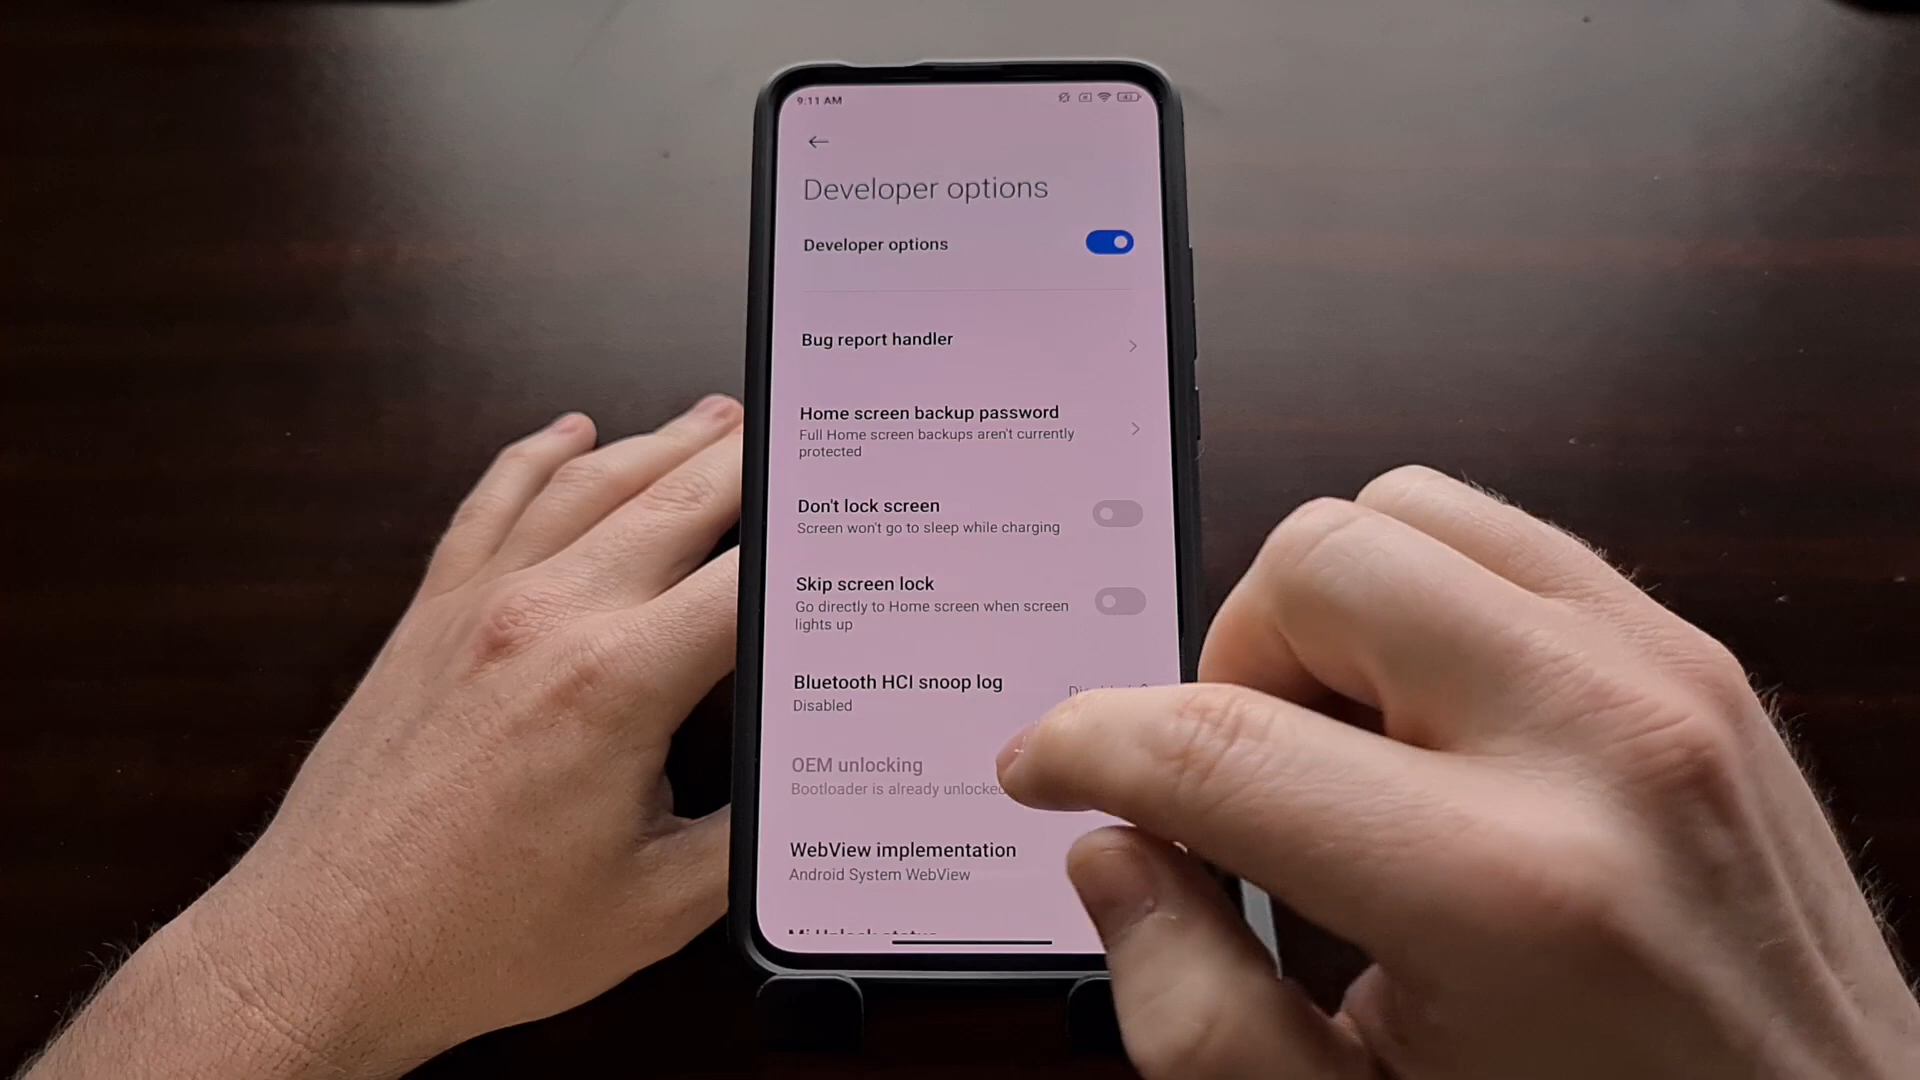 9:11 AM
Developer options
Developer options
Bug report handler
Home screen backup password
Full Home screen backups aren't currently
protected
Don't lock screen
Screen won't go to sleep while charging
Skip screen lock
Go directly to Home screen when screen
lights up
Bluetooth HCI snoop log
Disabled
OEM unlocking
Bootloader is already unlocked
WebView implementation
Android System WebView